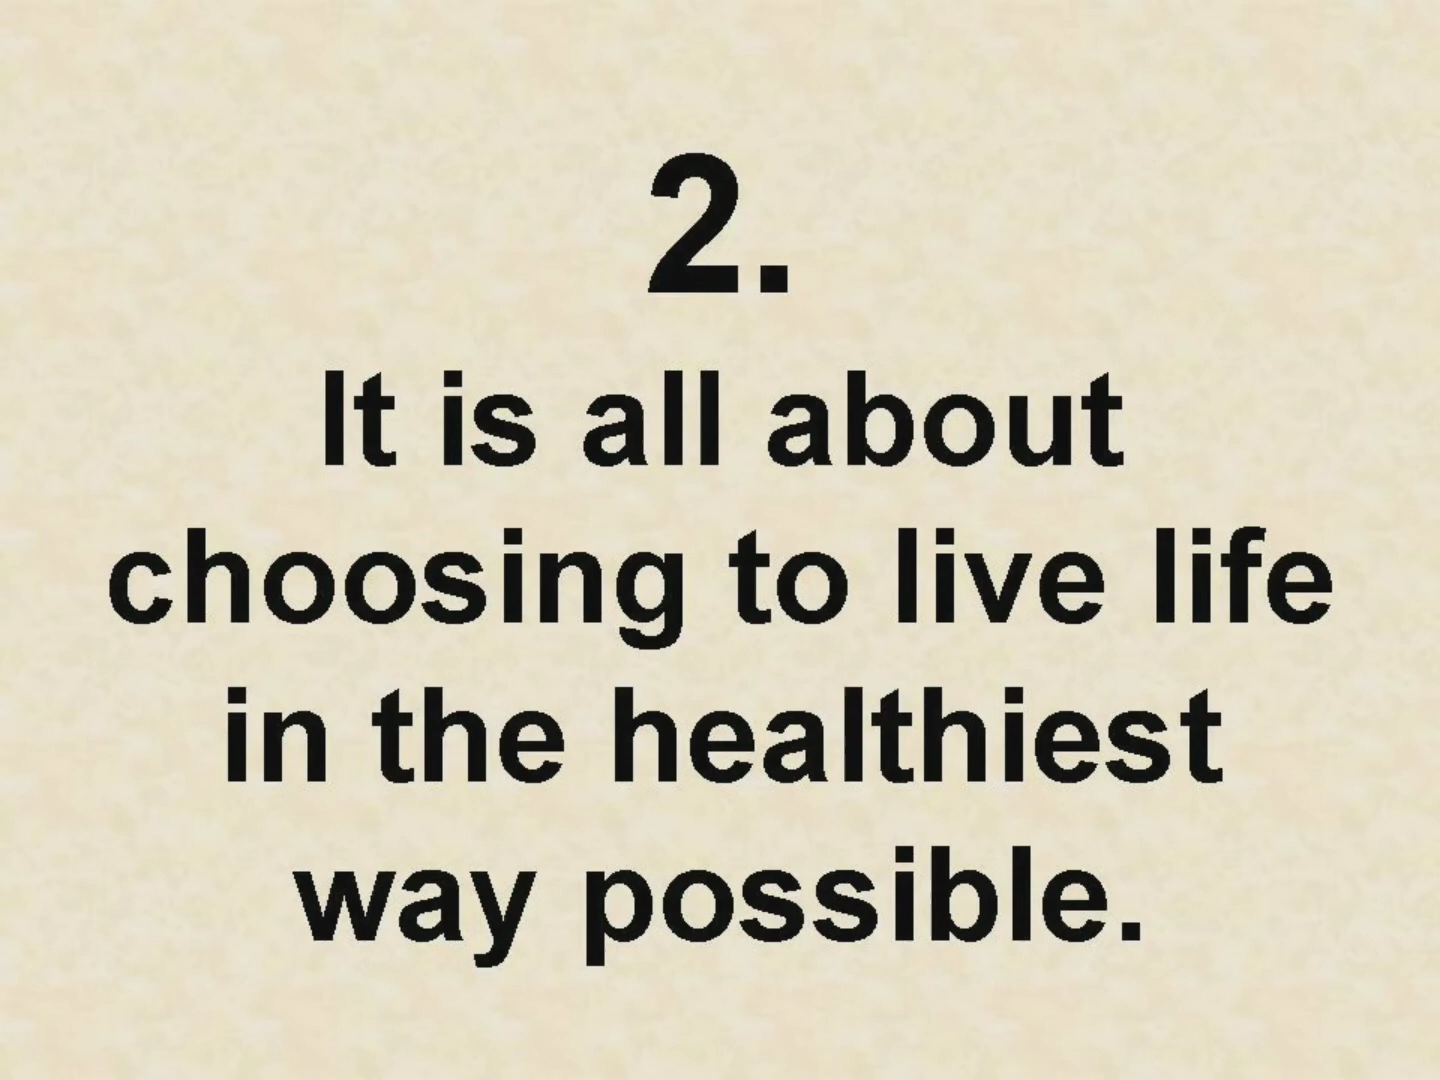 2.
It is all about
choosing to live life
in the healthiest
way possible.